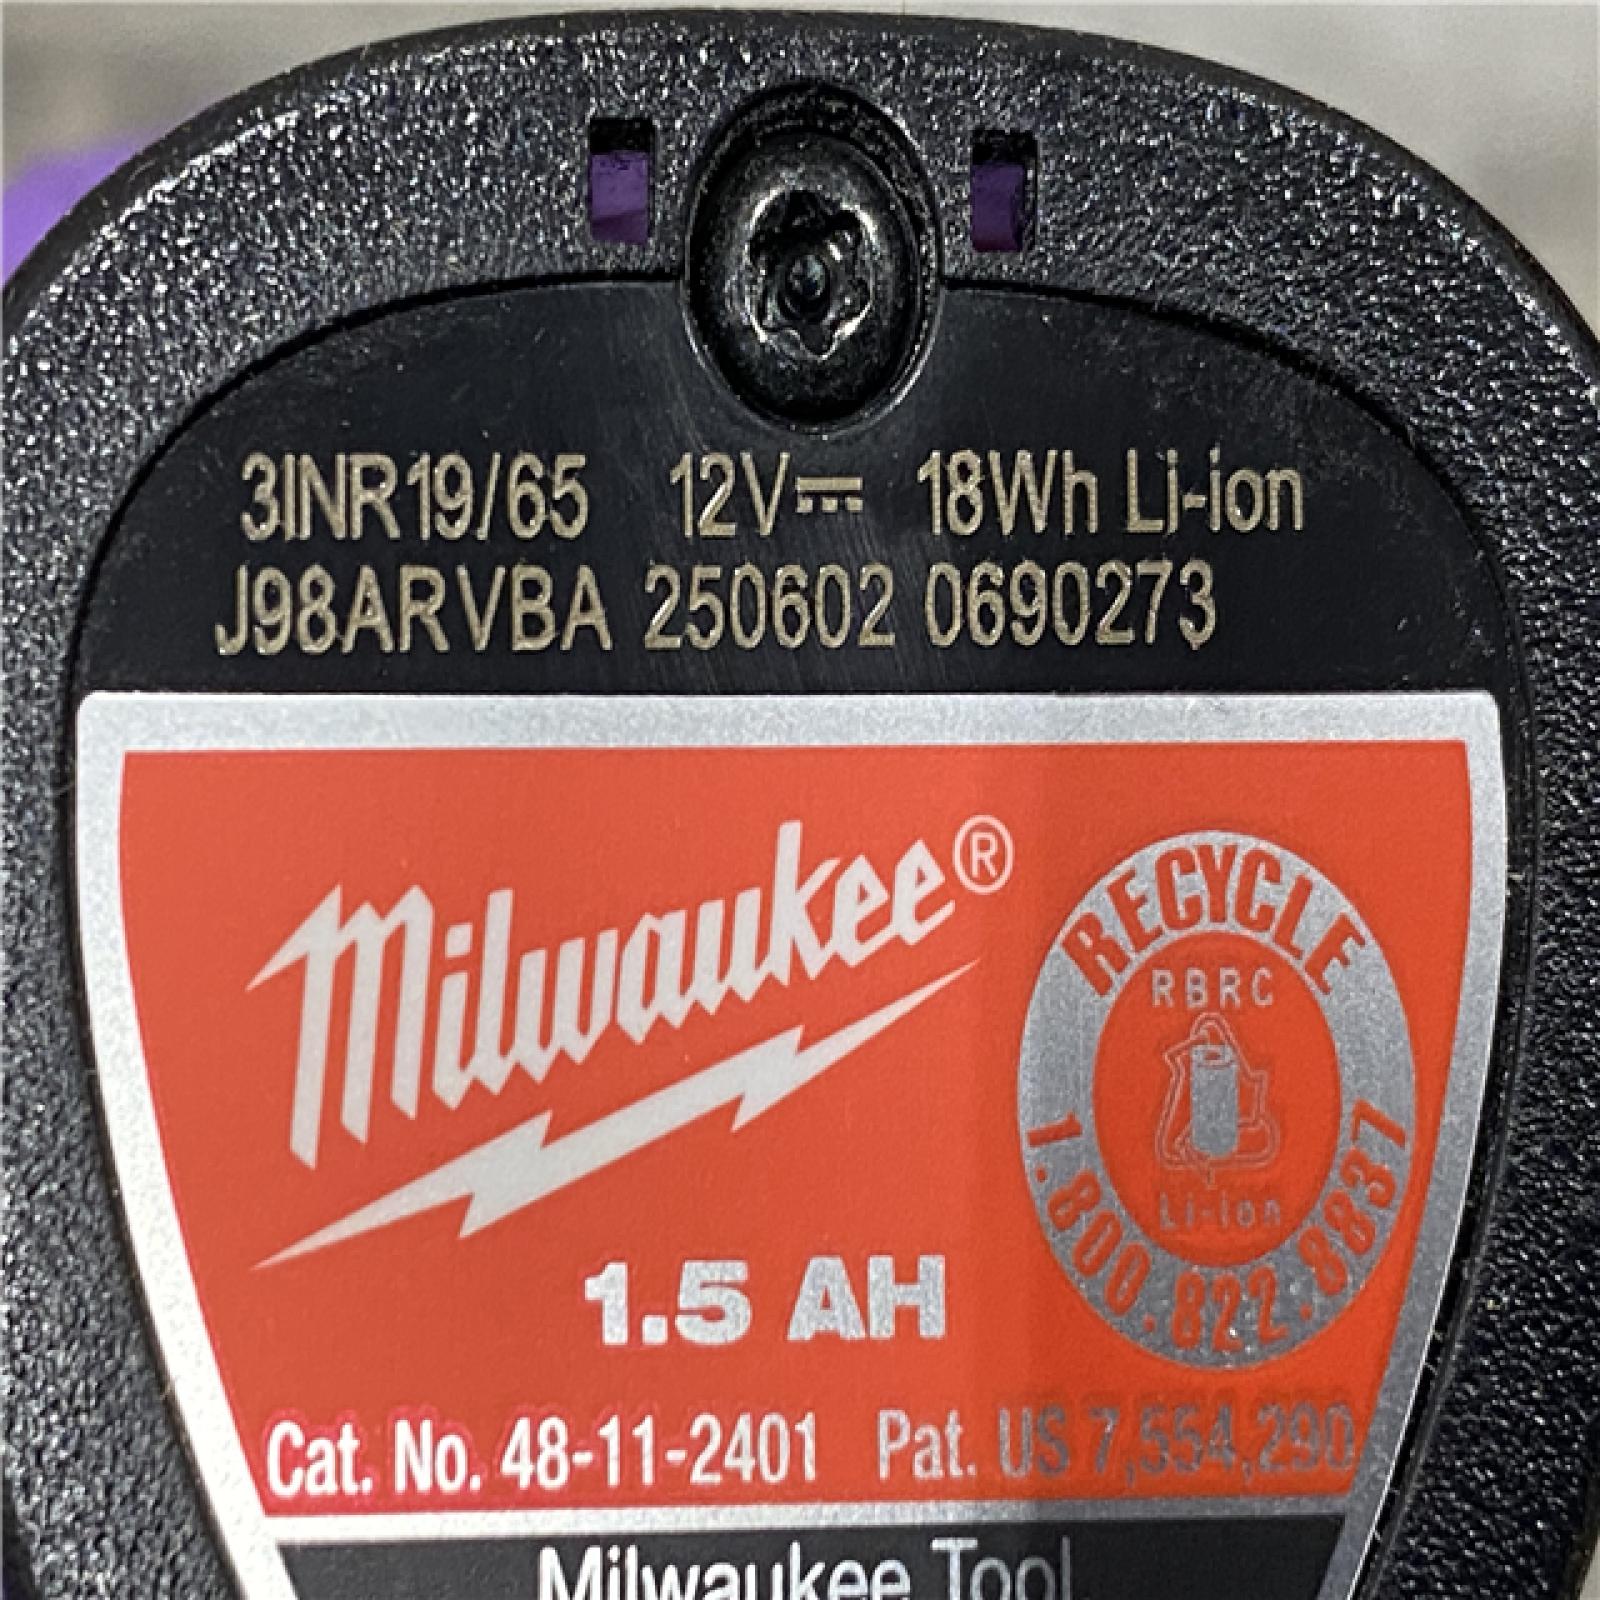 3INR19/65 12V⎓ 18Wh Li-ion
J98ARVBA 250602 0690273
Milwaukee®
RECYCLE
RBRC
Li-ion
1.800.822.8837
1.5 AH
Cat. No. 48-11-2401 Pat. US 7,554,290
Milwaukee Tool